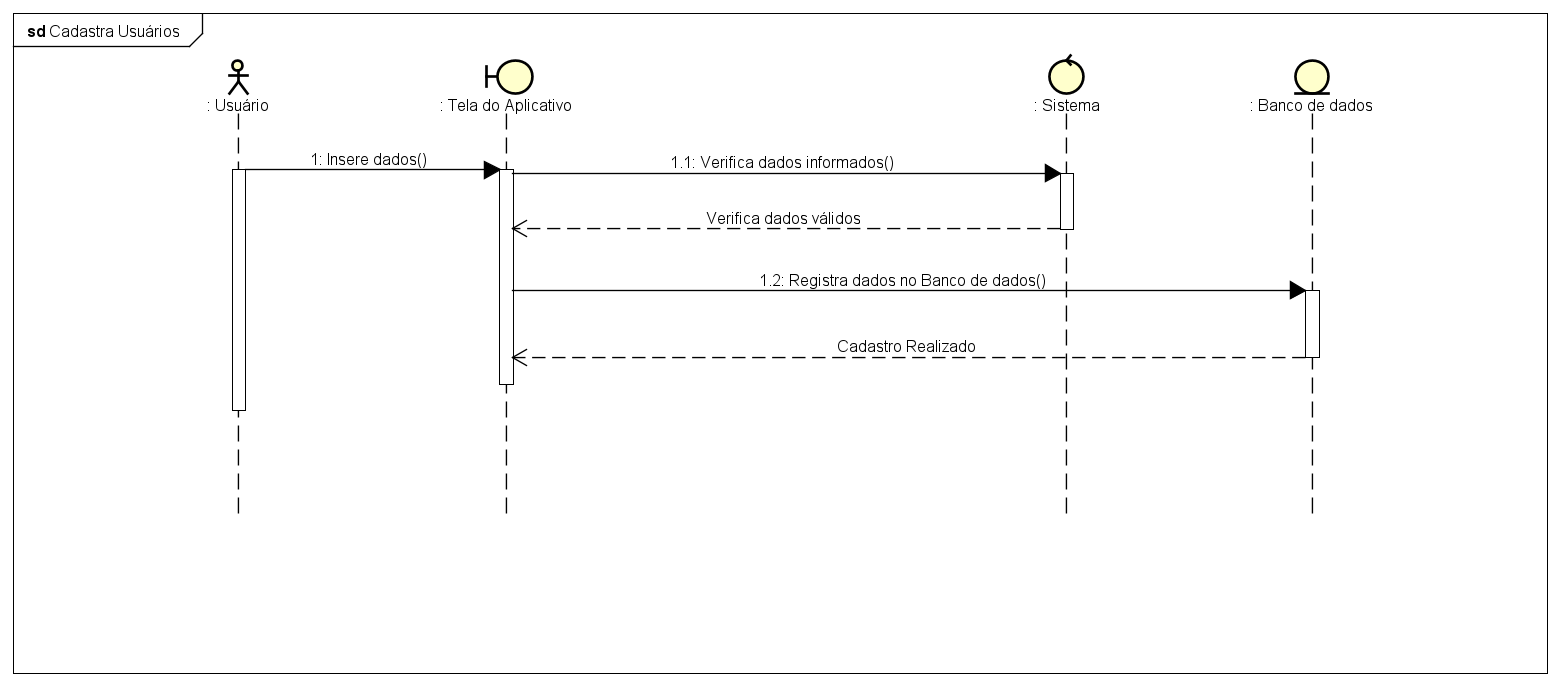 sd Cadastra Usuários
: Usuário
: Tela do Aplicativo
: Sistema
: Banco de dados
1: Insere dados()
1.1: Verifica dados informados()
Verifica dados válidos
1.2: Registra dados no Banco de dados()
Cadastro Realizado